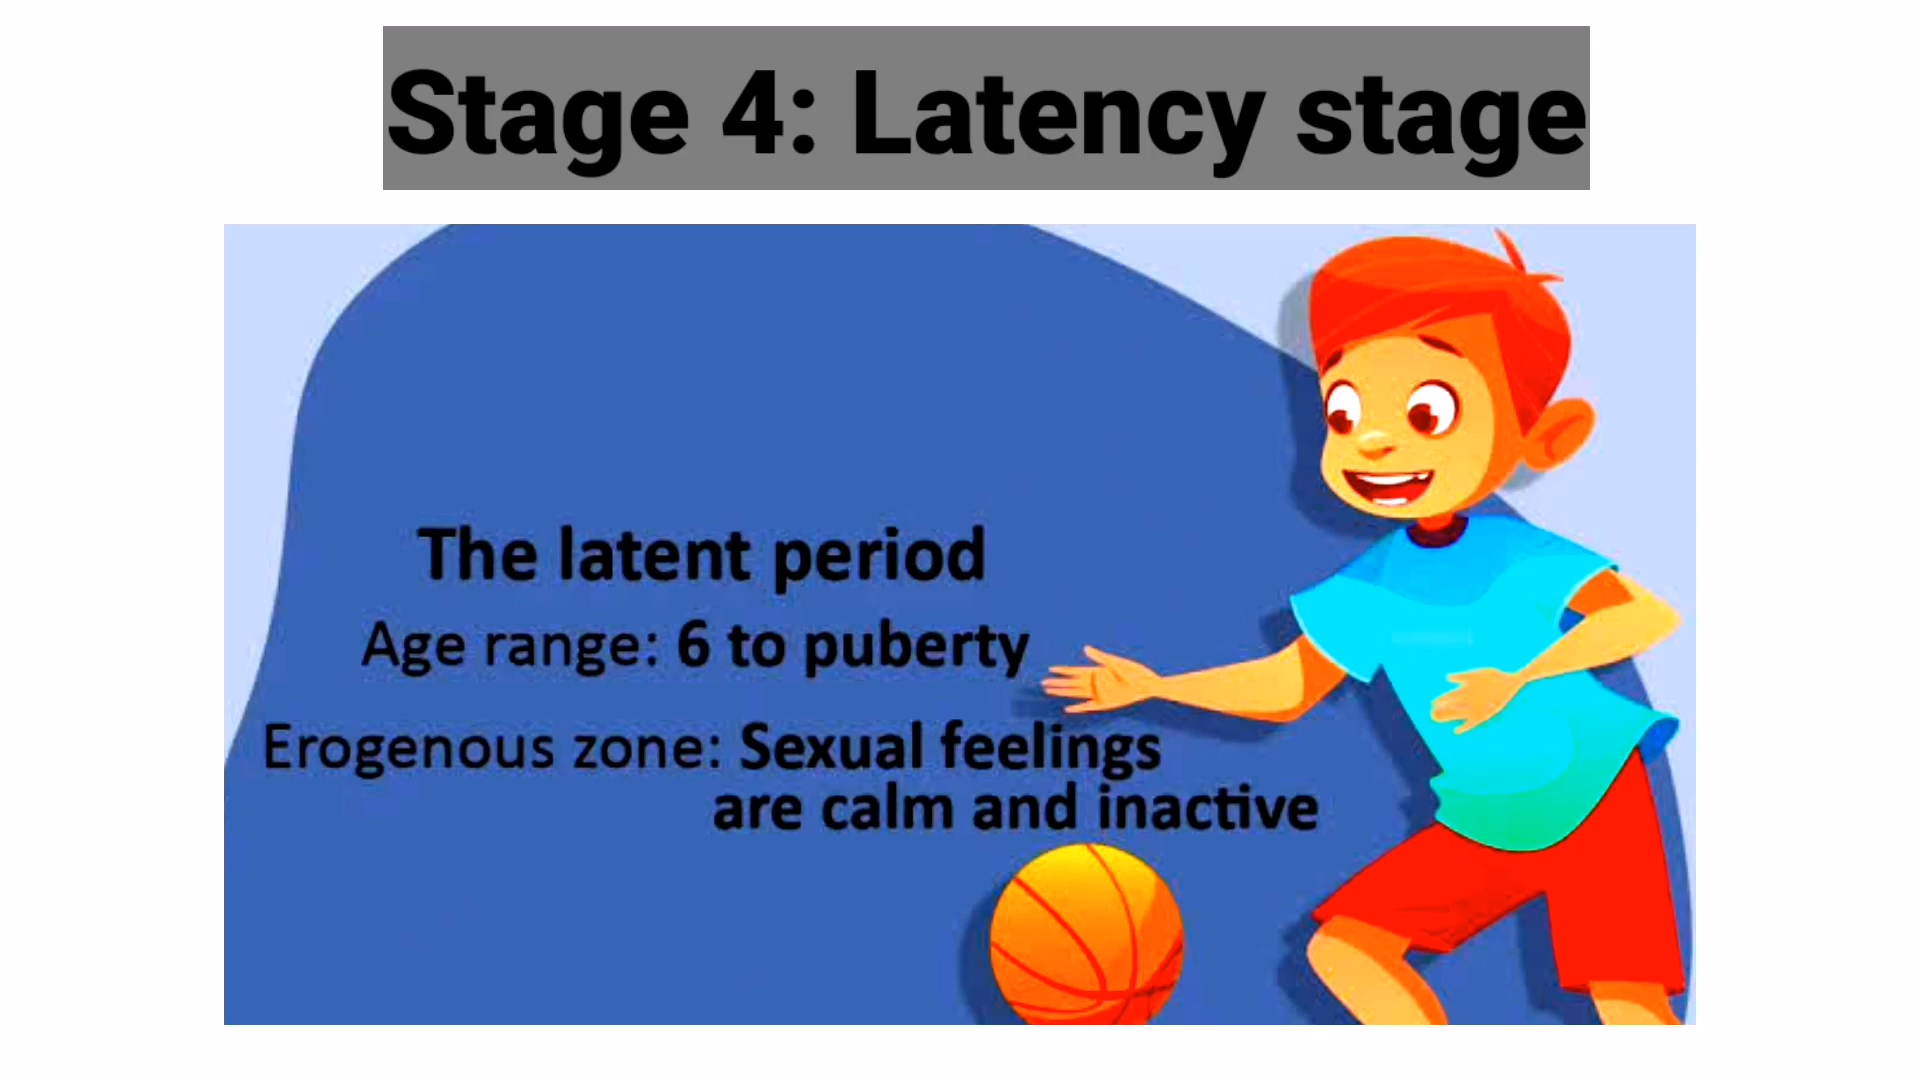 Stage 4: Latency stage
The latent period
Age range: 6 to puberty
Erogenous zone: Sexual feelings
are calm and inactive